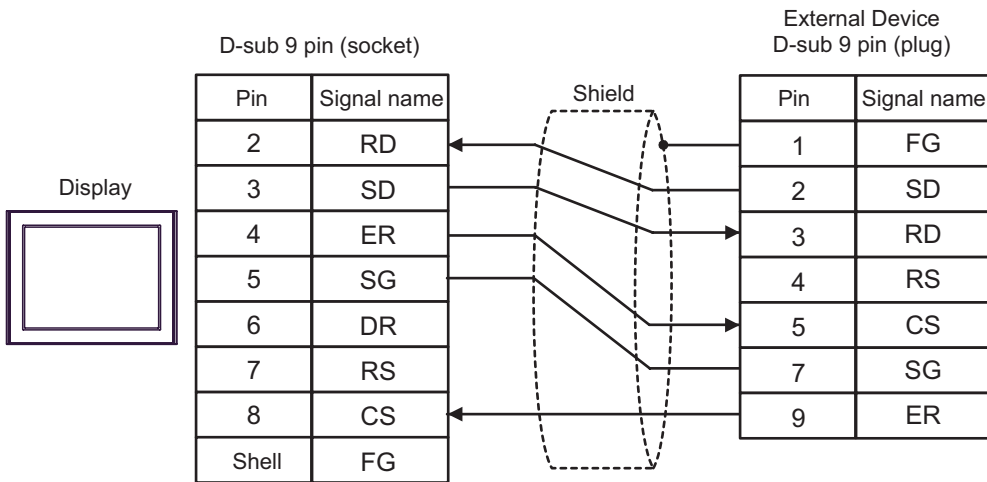 External Device
D-sub 9 pin (socket)
D-sub 9 pin (plug)
Pin Signal name Shield Pin Signal name
2 RD 1 FG
Display 3 SD 2 SD
4 ER 3 RD
5 SG 4 RS
6 DR 5 CS
7 RS 7 SG
8 CS 9 ER
Shell FG